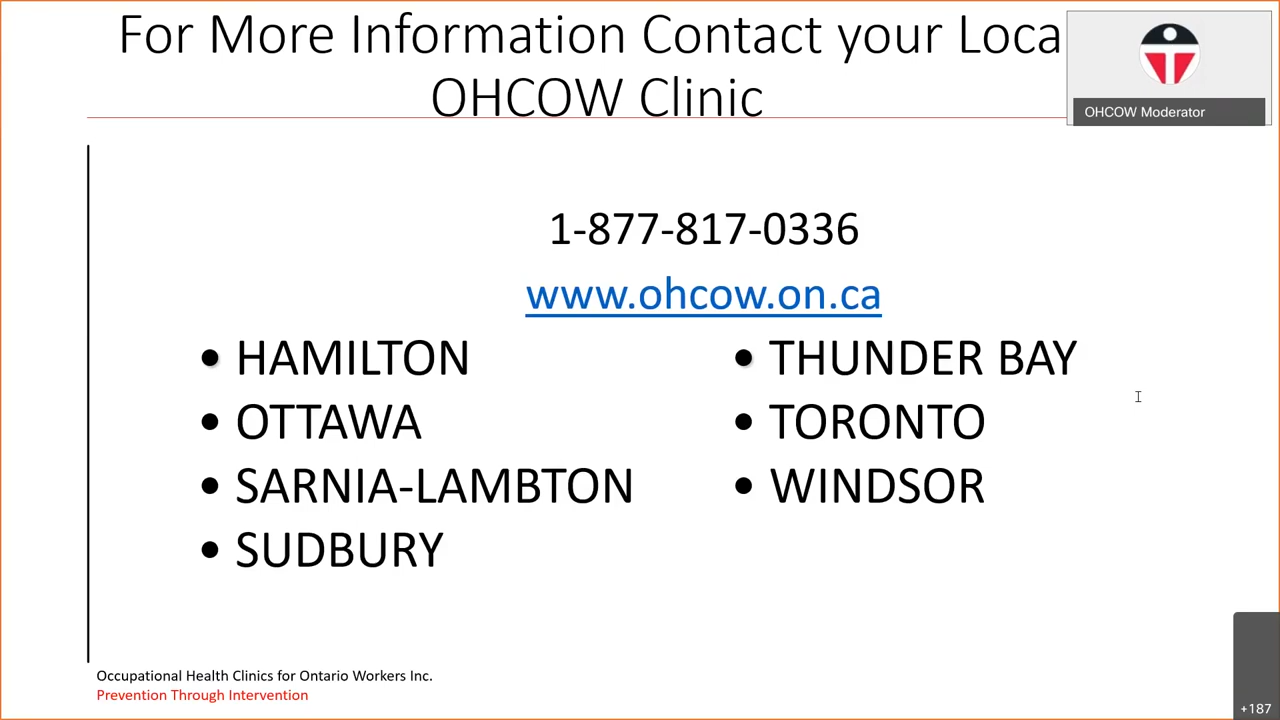 For More Information Contact your Loca
OHCOW Clinic
OHCOW Moderator
1-877-817-0336
www.ohcow.on.ca
• HAMILTON
• OTTAWA
• SARNIA-LAMBTON
• SUDBURY
• THUNDER BAY
• TORONTO
• WINDSOR
Occupational Health Clinics for Ontario Workers Inc.
Prevention Through Intervention
+187